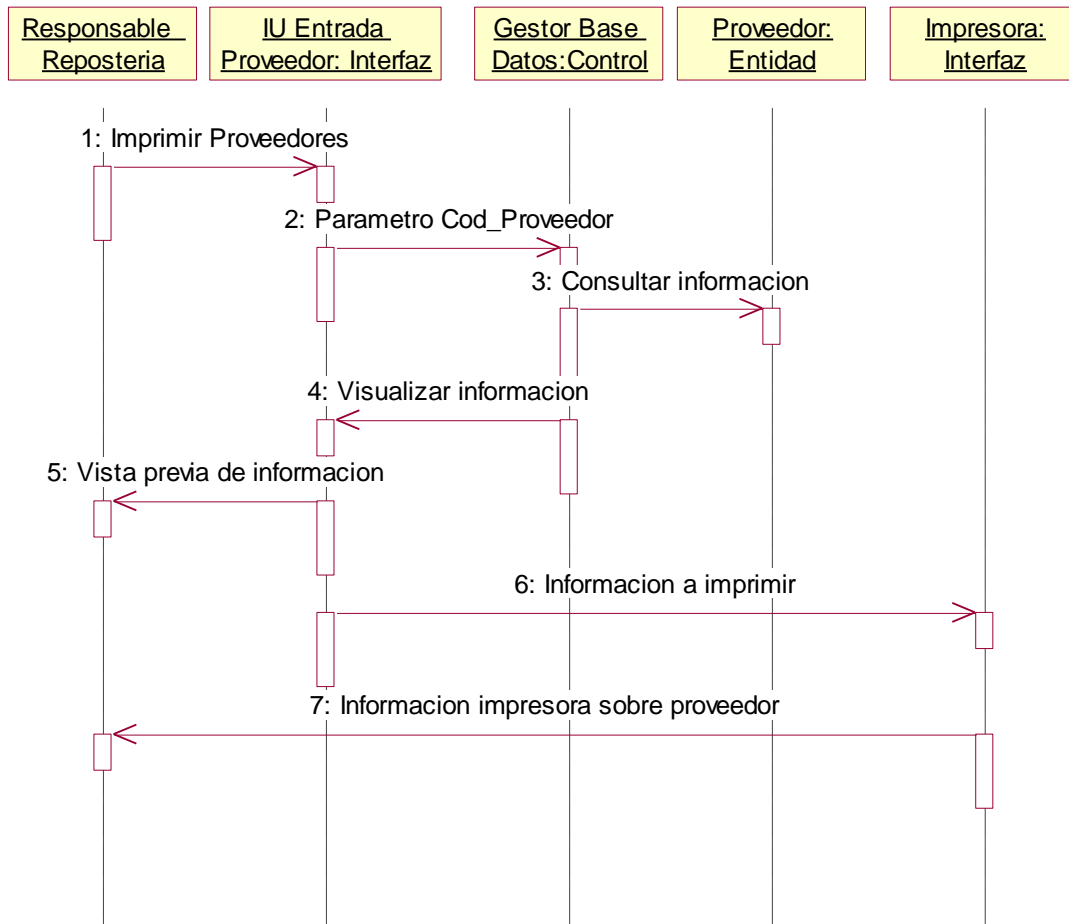 Responsable
Reposteria
IU Entrada
Proveedor: Interfaz
Gestor Base
Datos:Control
Proveedor:
Entidad
Impresora:
Interfaz
1: Imprimir Proveedores
2: Parametro Cod_Proveedor
3: Consultar informacion
4: Visualizar informacion
5: Vista previa de informacion
6: Informacion a imprimir
7: Informacion impresora sobre proveedor